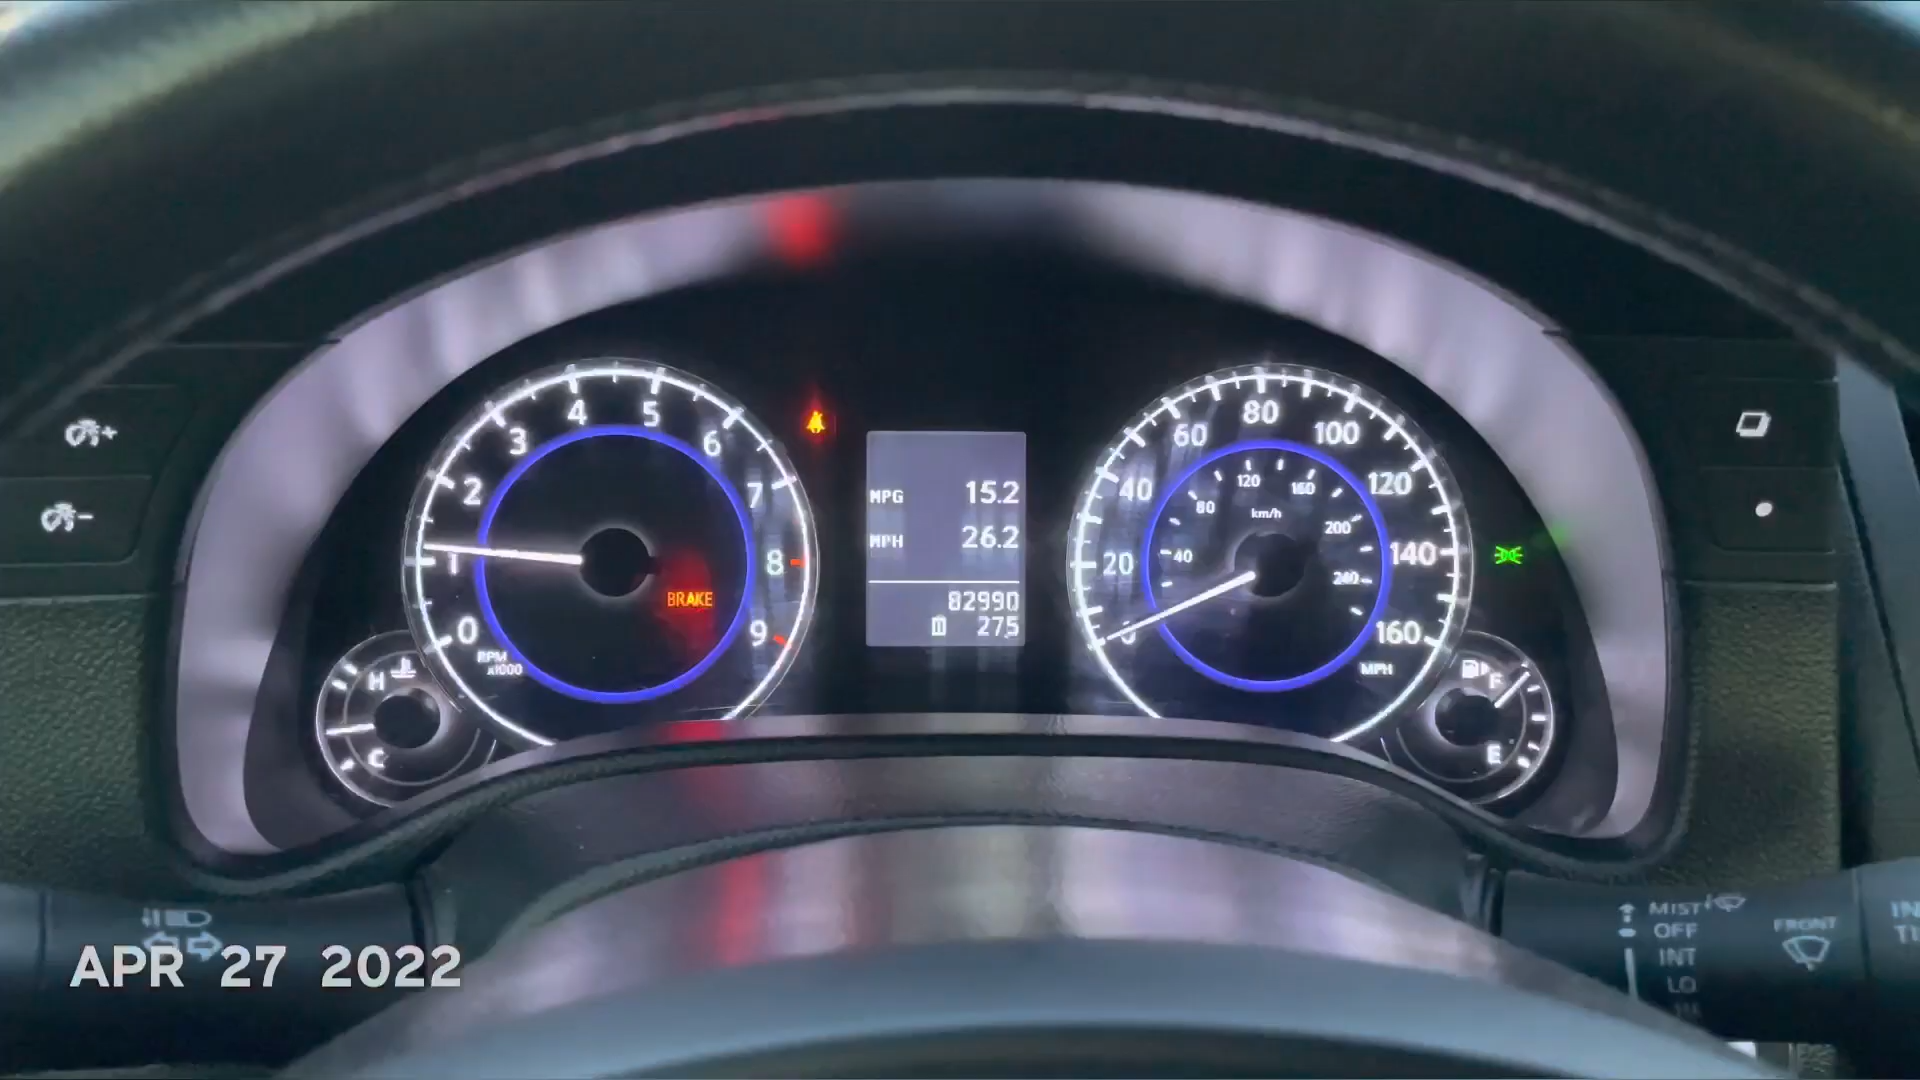 4 5
3 6
2 7
1 8
BRAKE
0 9
RPM
x1000
H
C
MPG 15.2
MPH 26.2
82990
275
80
60 100
40 120
20 140
0 160
MPH
120 160
80 200
40 240
km/h
F
E
MIST
OFF
INT
LO
FRONT
APR 27 2022